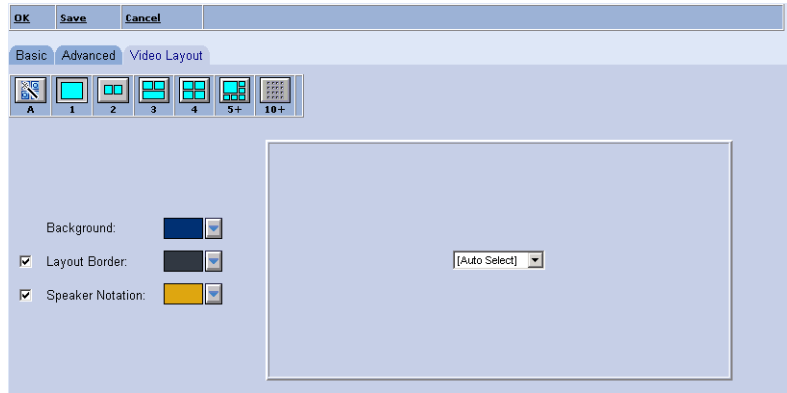 OK Save Cancel
Basic Advanced Video Layout
A 1 2 3 4 5+ 10+
Background:
[Auto Select]
Layout Border:
Speaker Notation: